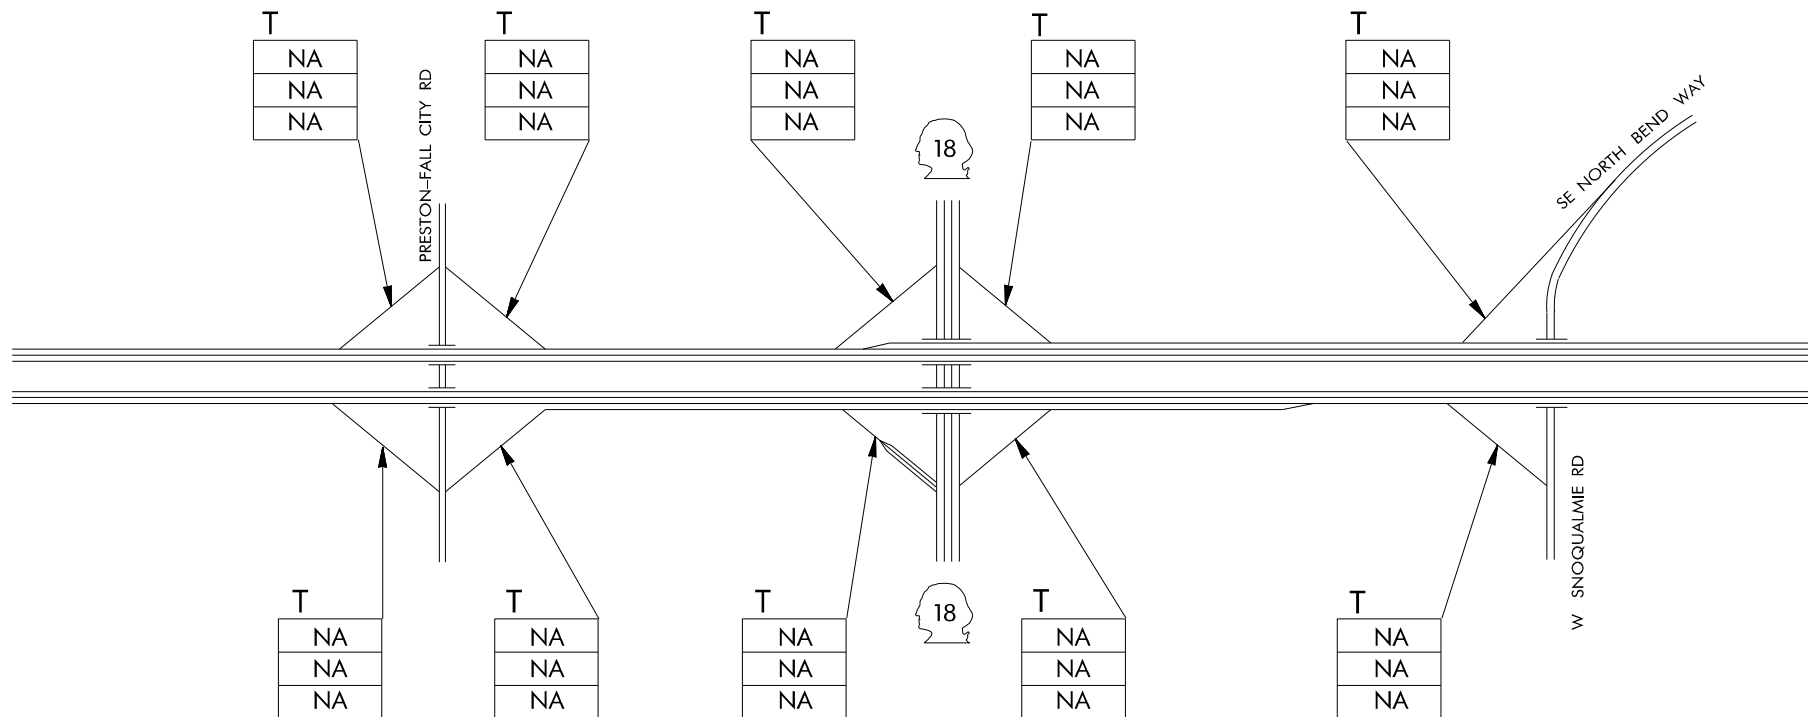 T T T T T
NA NA NA NA NA
NA NA NA NA NA
NA NA NA NA NA
PRESTON–FALL CITY RD
18
SE NORTH BEND WAY
W SNOQUALMIE RD
18
T T T T T
NA NA NA NA NA
NA NA NA NA NA
NA NA NA NA NA